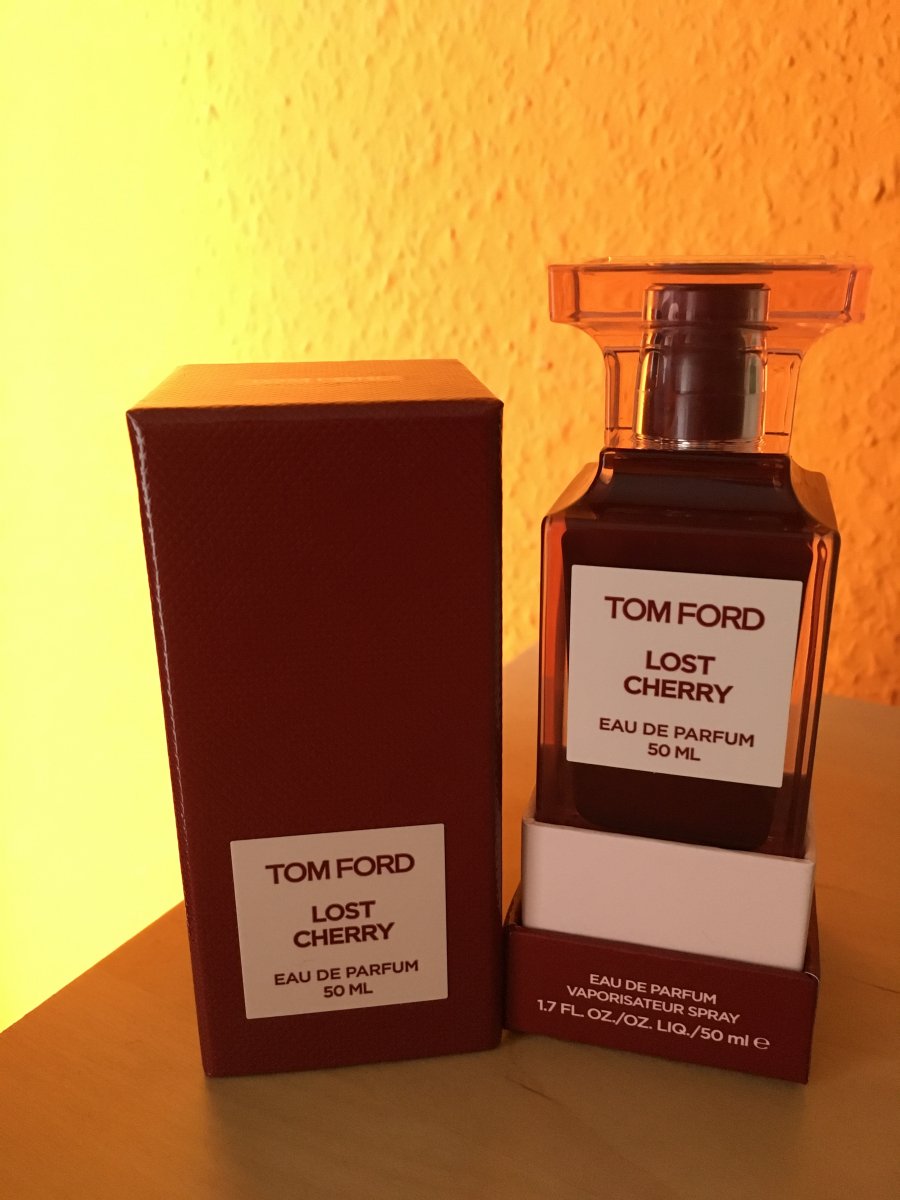 TOM FORD
LOST
CHERRY
EAU DE PARFUM
50 ML
TOM FORD
LOST
CHERRY
EAU DE PARFUM
50 ML
EAU DE PARFUM
VAPORISATEUR SPRAY
1.7 FL. OZ./OZ. LIQ./50 ml ℮